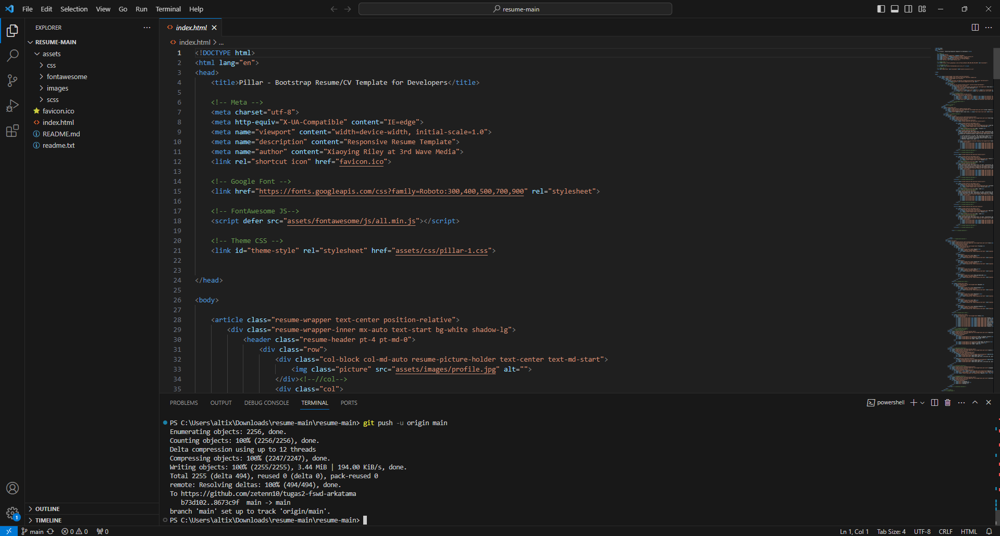 File Edit Selection View Go Run Terminal Help
resume-main
EXPLORER
RESUME-MAIN
assets
css
fontawesome
images
scss
favicon.ico
index.html
README.md
readme.txt
OUTLINE
TIMELINE
index.html
index.html > ...
1 <!DOCTYPE html>
2 <html lang="en">
3 <head>
4 <title>Pillar - Bootstrap Resume/CV Template for Developers</title>
5
6 <!-- Meta -->
7 <meta charset="utf-8">
8 <meta http-equiv="X-UA-Compatible" content="IE=edge">
9 <meta name="viewport" content="width=device-width, initial-scale=1.0">
10 <meta name="description" content="Responsive Resume Template">
11 <meta name="author" content="Xiaoying Riley at 3rd Wave Media">
12 <link rel="shortcut icon" href="favicon.ico">
13
14 <!-- Google Font -->
15 <link href="https://fonts.googleapis.com/css?family=Roboto:300,400,500,700,900" rel="stylesheet">
16
17 <!-- FontAwesome JS-->
18 <script defer src="assets/fontawesome/js/all.min.js"></script>
19
20 <!-- Theme CSS -->
21 <link id="theme-style" rel="stylesheet" href="assets/css/pillar-1.css">
22
23
24 </head>
25
26 <body>
27
28 <article class="resume-wrapper text-center position-relative">
29 <div class="resume-wrapper-inner mx-auto text-start bg-white shadow-lg">
30 <header class="resume-header pt-4 pt-md-0">
31 <div class="row">
32 <div class="col-block col-md-auto resume-picture-holder text-center text-md-start">
33 <img class="picture" src="assets/images/profile.jpg" alt="">
34 </div><!--//col-->
35 <div class="col">
PROBLEMS OUTPUT DEBUG CONSOLE TERMINAL PORTS
powershell
PS C:\Users\altix\Downloads\resume-main\resume-main> git push -u origin main
Enumerating objects: 2256, done.
Counting objects: 100% (2256/2256), done.
Delta compression using up to 12 threads
Compressing objects: 100% (2247/2247), done.
Writing objects: 100% (2255/2255), 3.44 MiB | 194.00 KiB/s, done.
Total 2255 (delta 494), reused 0 (delta 0), pack-reused 0
remote: Resolving deltas: 100% (494/494), done.
To https://github.com/zetenn10/tugas2-fswd-arkatama
b73d102..8673c9f main -> main
branch 'main' set up to track 'origin/main'.
PS C:\Users\altix\Downloads\resume-main\resume-main>
1
main 0 0 0
Ln 1, Col 1 Tab Size: 4 UTF-8 CRLF HTML